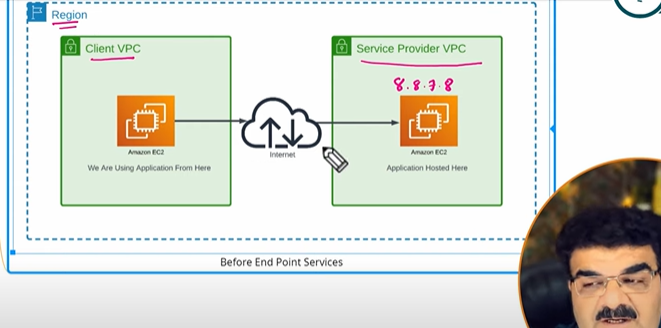 Region
Client VPC
Service Provider VPC
8.8.7.8
Amazon EC2
Internet
Amazon EC2
We Are Using Application From Here
Application Hosted Here
Before End Point Services